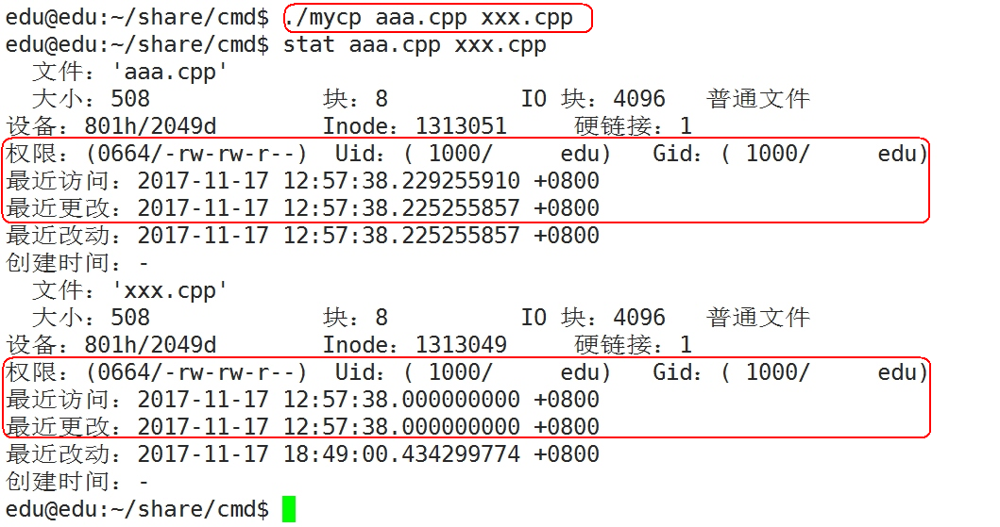 edu@edu:~/share/cmd$ ./mycp aaa.cpp xxx.cpp
edu@edu:~/share/cmd$ stat aaa.cpp xxx.cpp
  文件：'aaa.cpp'
  大小：508             块：8          IO 块：4096   普通文件
设备：801h/2049d        Inode：1313051     硬链接：1
权限：(0664/-rw-rw-r--)  Uid：( 1000/     edu)   Gid：( 1000/     edu)
最近访问：2017-11-17 12:57:38.229255910 +0800
最近更改：2017-11-17 12:57:38.225255857 +0800
最近改动：2017-11-17 12:57:38.225255857 +0800
创建时间：-
  文件：'xxx.cpp'
  大小：508             块：8          IO 块：4096   普通文件
设备：801h/2049d        Inode：1313049     硬链接：1
权限：(0664/-rw-rw-r--)  Uid：( 1000/     edu)   Gid：( 1000/     edu)
最近访问：2017-11-17 12:57:38.000000000 +0800
最近更改：2017-11-17 12:57:38.000000000 +0800
最近改动：2017-11-17 18:49:00.434299774 +0800
创建时间：-
edu@edu:~/share/cmd$